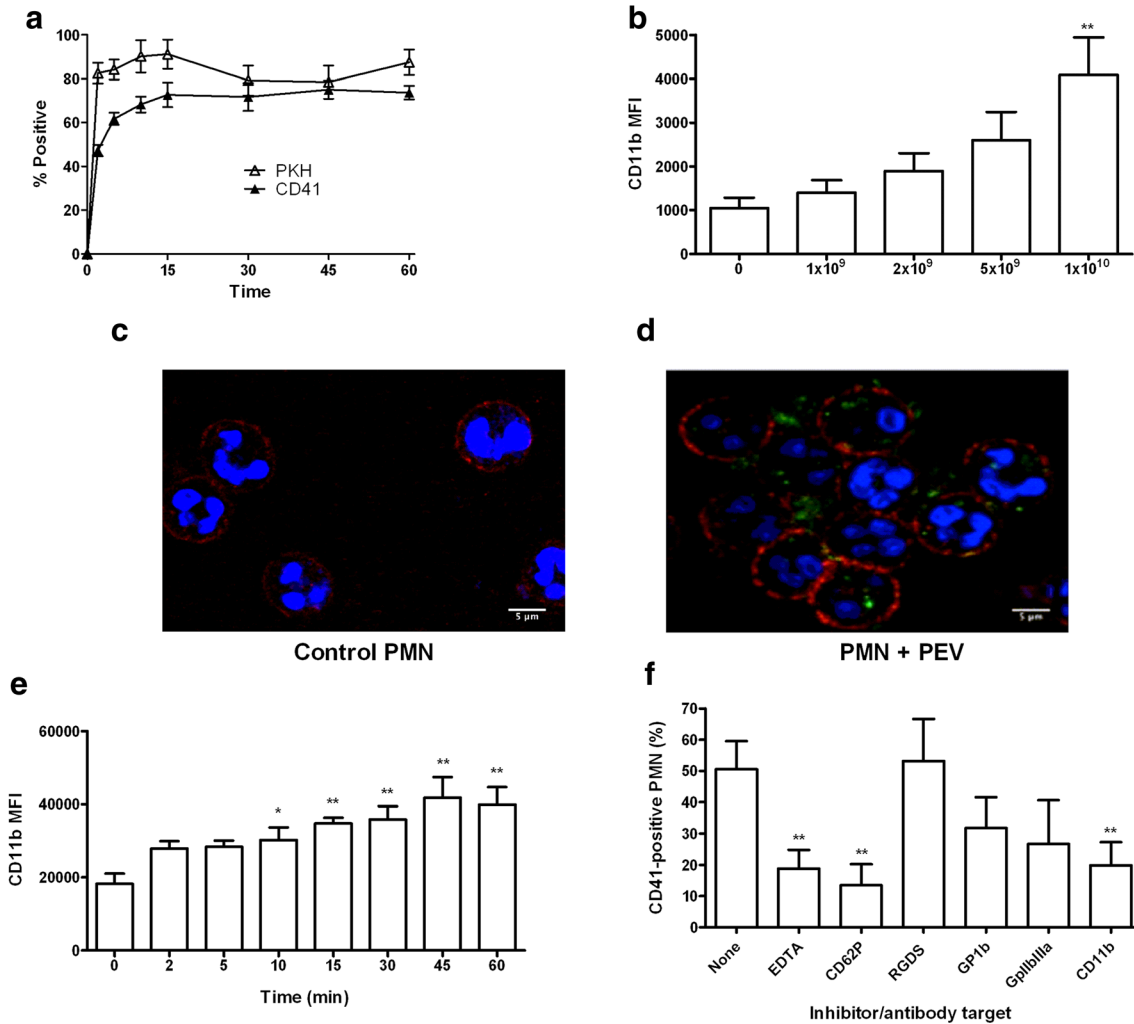 a
100
80
60
40
20
0
% Positive
PKH
CD41
0 15 30 45 60
Time
b
5000
4000
3000
2000
1000
0
CD11b MFI
**
0 1x10⁹ 2x10⁹ 5x10⁹ 1x10¹⁰
c
5 µm
Control PMN
d
5 µm
PMN + PEV
e
60000
40000
20000
0
CD11b MFI
* ** ** ** **
0 2 5 10 15 30 45 60
Time (min)
f
70
60
50
40
30
20
10
0
CD41-positive PMN (%)
** ** **
None EDTA CD62P RGDS GP1b GpIIbIIIa CD11b
Inhibitor/antibody target